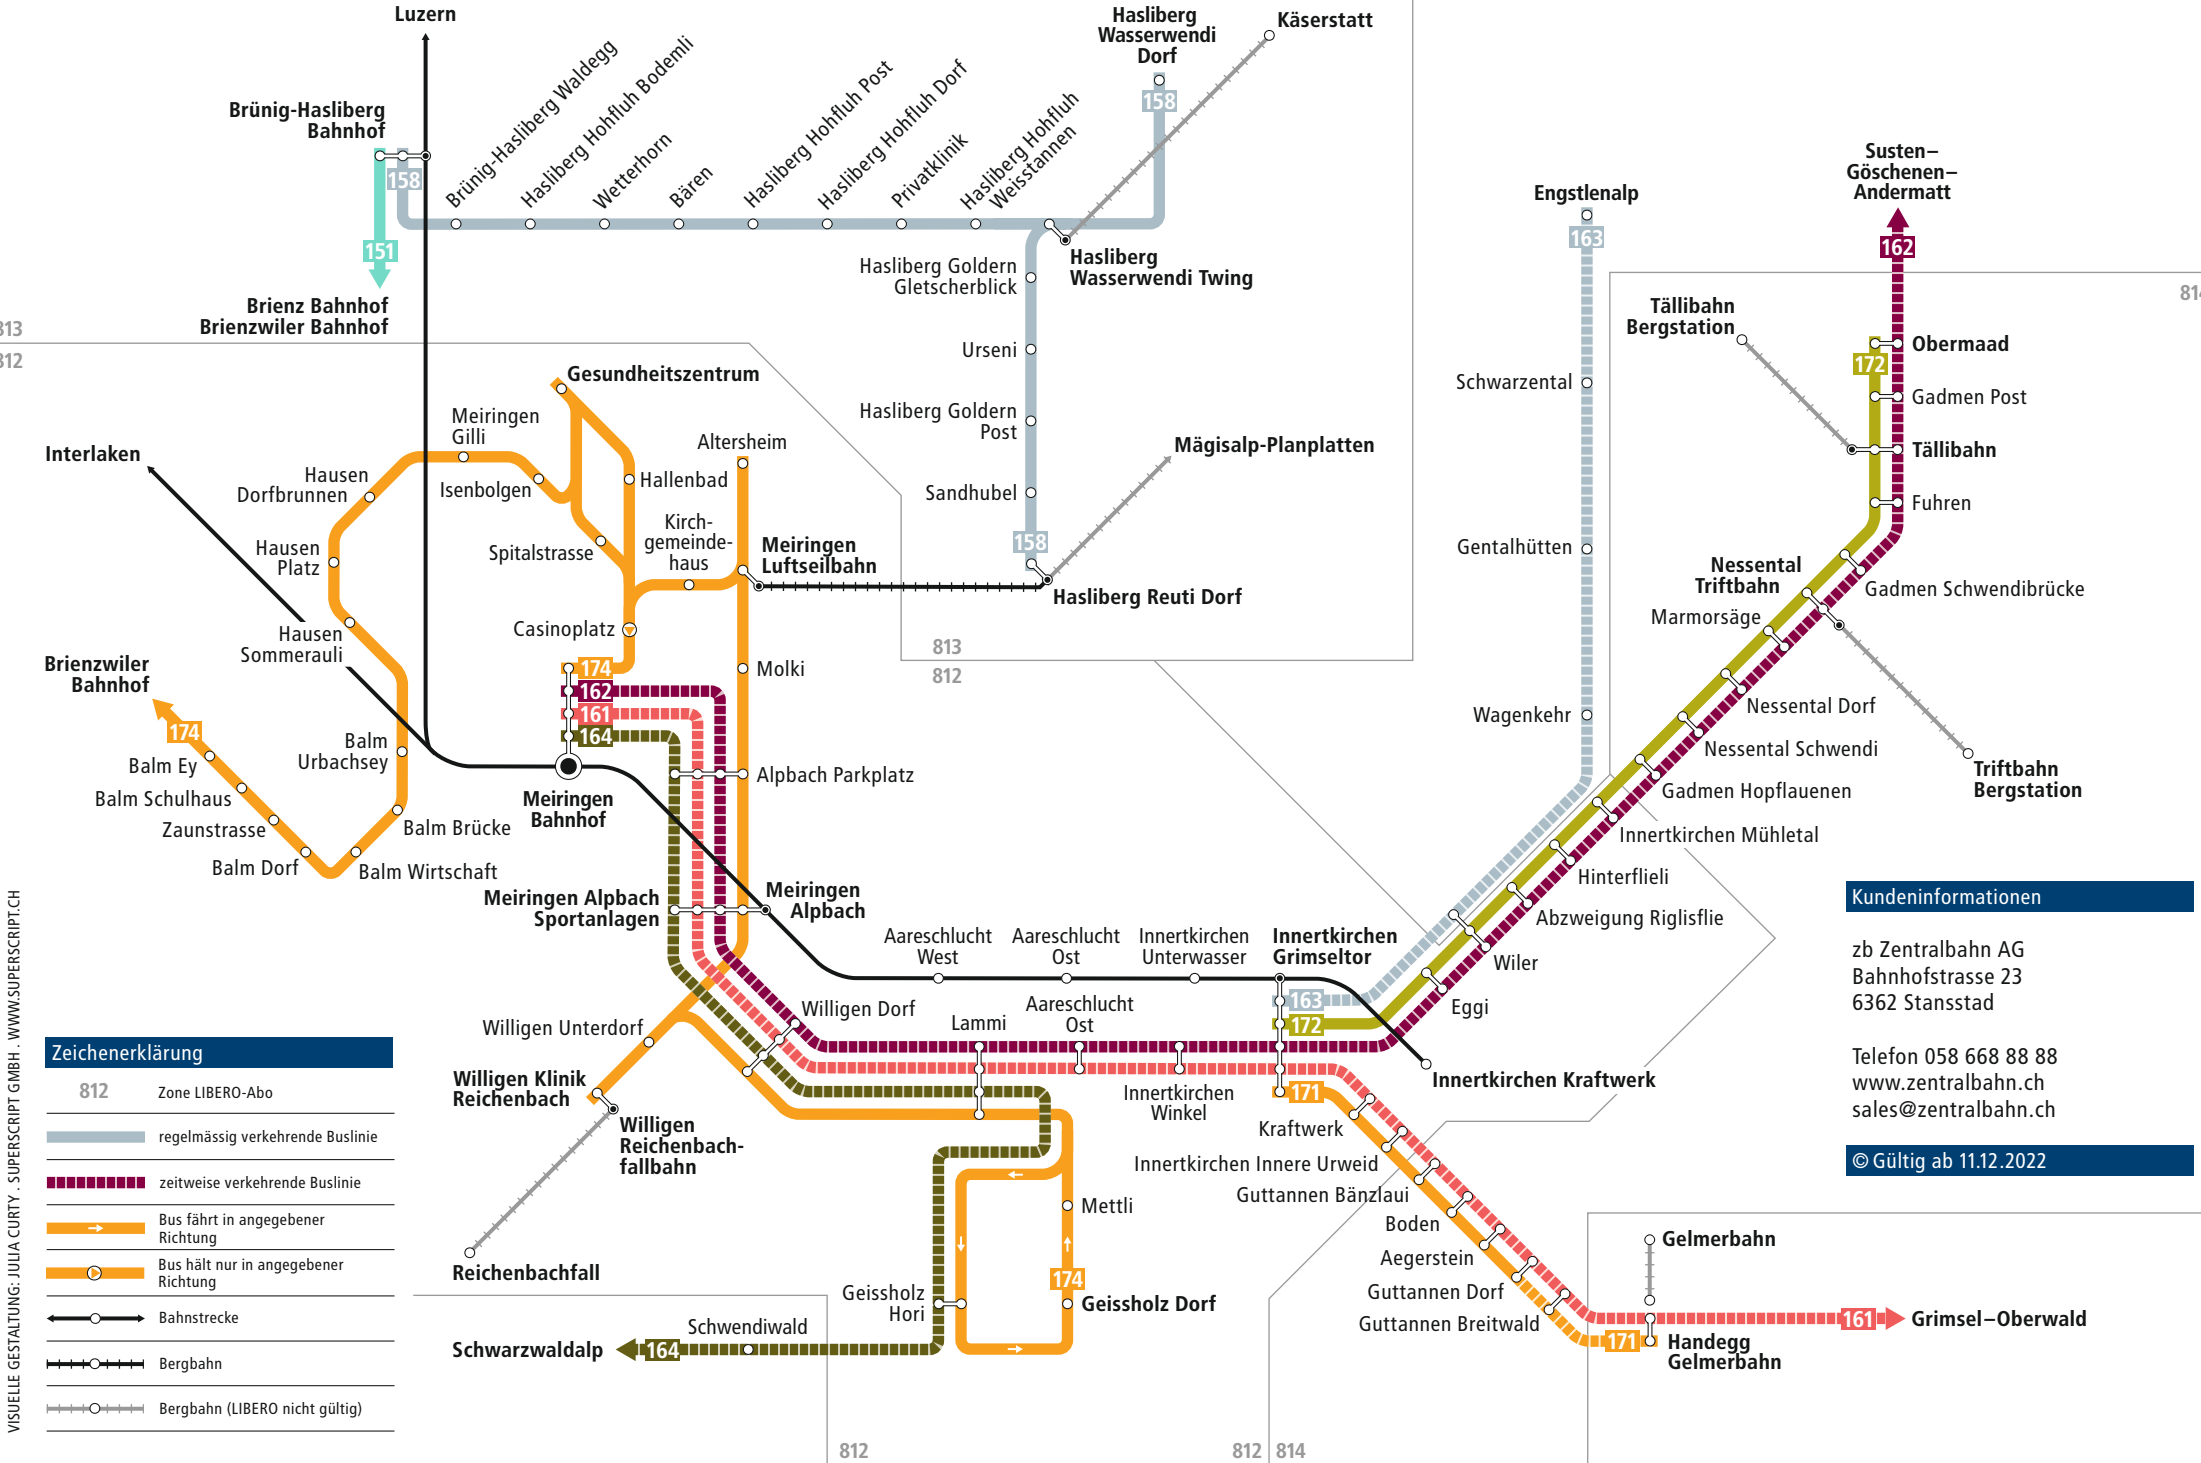 Luzern
Hasliberg
Wasserwendi
Dorf
Käserstatt
Brünig-Hasliberg
Bahnhof
Brünig-Hasliberg Waldegg
Hasliberg Hohfluh Bodemli
Wetterhorn
Bären
Hasliberg Hohfluh Post
Hasliberg Hohfluh Dorf
Privatklinik
Hasliberg Hohfluh
Weisstannen
158
158
151
Brienz Bahnhof
Brienzwiler Bahnhof
Hasliberg
Wasserwendi Twing
Hasliberg Goldern
Gletscherblick
Urseni
Hasliberg Goldern
Post
Sandhubel
158
Mägisalp-Planplatten
Hasliberg Reuti Dorf
813
812
813
812
Engstlenalp
163
Schwarzental
Gentalhütten
Wagenkehr
Susten–
Göschenen–
Andermatt
162
814
Tällibahn
Bergstation
172
Obermaad
Gadmen Post
Tällibahn
Fuhren
Nessental
Triftbahn
Gadmen Schwendibrücke
Marmorsäge
Nessental Dorf
Nessental Schwendi
Gadmen Hopflauenen
Innertkirchen Mühletal
Hinterflieli
Abzweigung Riglisflie
Wiler
Eggi
Triftbahn
Bergstation
Gesundheitszentrum
Meiringen
Gilli
Interlaken
Hausen
Dorfbrunnen
Isenbolgen
Hallenbad
Altersheim
Hausen
Platz
Spitalstrasse
Kirch-
gemeinde-
haus
Meiringen
Luftseilbahn
Hausen
Sommerauli
Casinoplatz
Brienzwiler
Bahnhof
174
174
162
161
164
Molki
Balm Ey
Balm Schulhaus
Zaunstrasse
Balm Dorf
Balm
Urbachsey
Balm Brücke
Balm Wirtschaft
Meiringen
Bahnhof
Alpbach Parkplatz
Meiringen Alpbach
Sportanlagen
Meiringen
Alpbach
Aareschlucht
West
Aareschlucht
Ost
Innertkirchen
Unterwasser
Innertkirchen
Grimseltor
163
172
171
Willigen Unterdorf
Willigen Dorf
Lammi
Aareschlucht
Ost
Innertkirchen
Winkel
Innertkirchen Kraftwerk
Willigen Klinik
Reichenbach
Willigen
Reichenbach-
fallbahn
Reichenbachfall
Kraftwerk
Innertkirchen Innere Urweid
Guttannen Bänzlaui
Boden
Aegerstein
Guttannen Dorf
Guttannen Breitwald
Mettli
174
Geissholz
Hori
Geissholz Dorf
Schwendiwald
Schwarzwaldalp
164
Gelmerbahn
161
Grimsel–Oberwald
171
Handegg
Gelmerbahn
812
812
814
Zeichenerklärung
812
Zone LIBERO-Abo
regelmässig verkehrende Buslinie
zeitweise verkehrende Buslinie
Bus fährt in angegebener
Richtung
Bus hält nur in angegebener
Richtung
Bahnstrecke
Bergbahn
Bergbahn (LIBERO nicht gültig)
VISUELLE GESTALTUNG: JULIA CURTY . SUPERSCRIPT GMBH . WWW.SUPERSCRIPT.CH
Kundeninformationen
zb Zentralbahn AG
Bahnhofstrasse 23
6362 Stansstad
Telefon 058 668 88 88
www.zentralbahn.ch
sales@zentralbahn.ch
© Gültig ab 11.12.2022